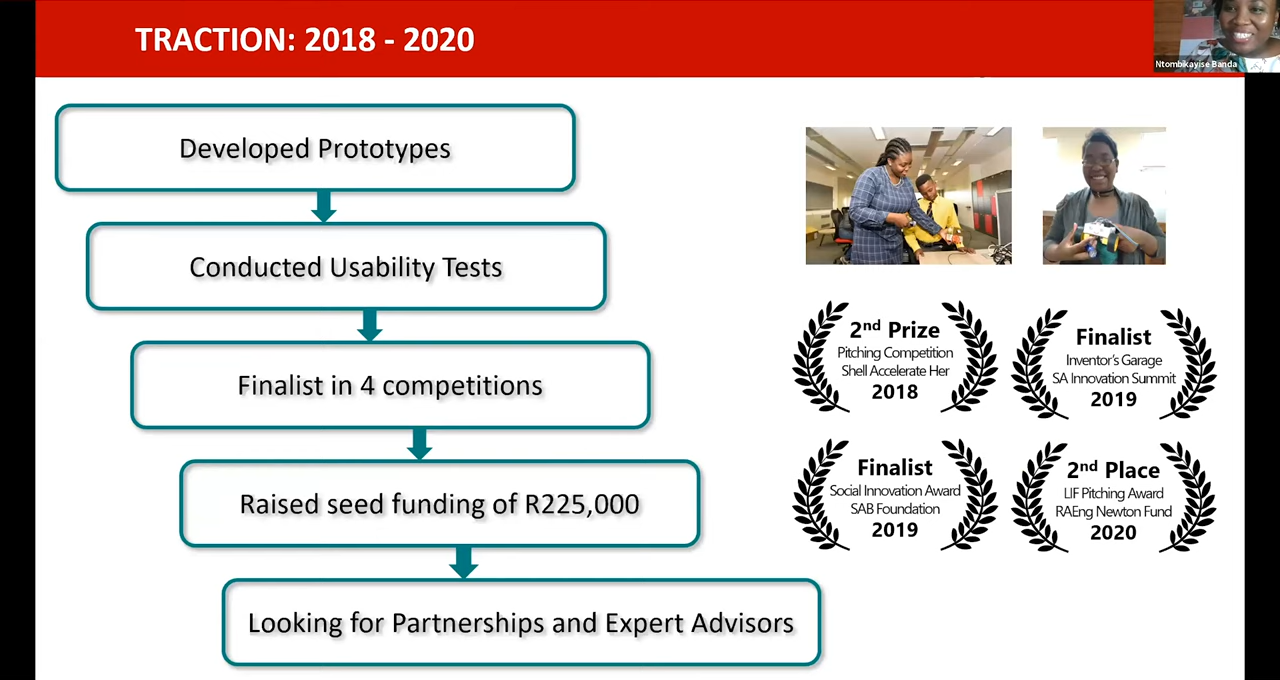 TRACTION: 2018 - 2020
Ntombikayise Banda
Developed Prototypes
Conducted Usability Tests
Finalist in 4 competitions
Raised seed funding of R225,000
Looking for Partnerships and Expert Advisors
2nd Prize
Pitching Competition
Shell Accelerate Her
2018
Finalist
Inventor's Garage
SA Innovation Summit
2019
Finalist
Social Innovation Award
SAB Foundation
2019
2nd Place
LIF Pitching Award
RAEng Newton Fund
2020